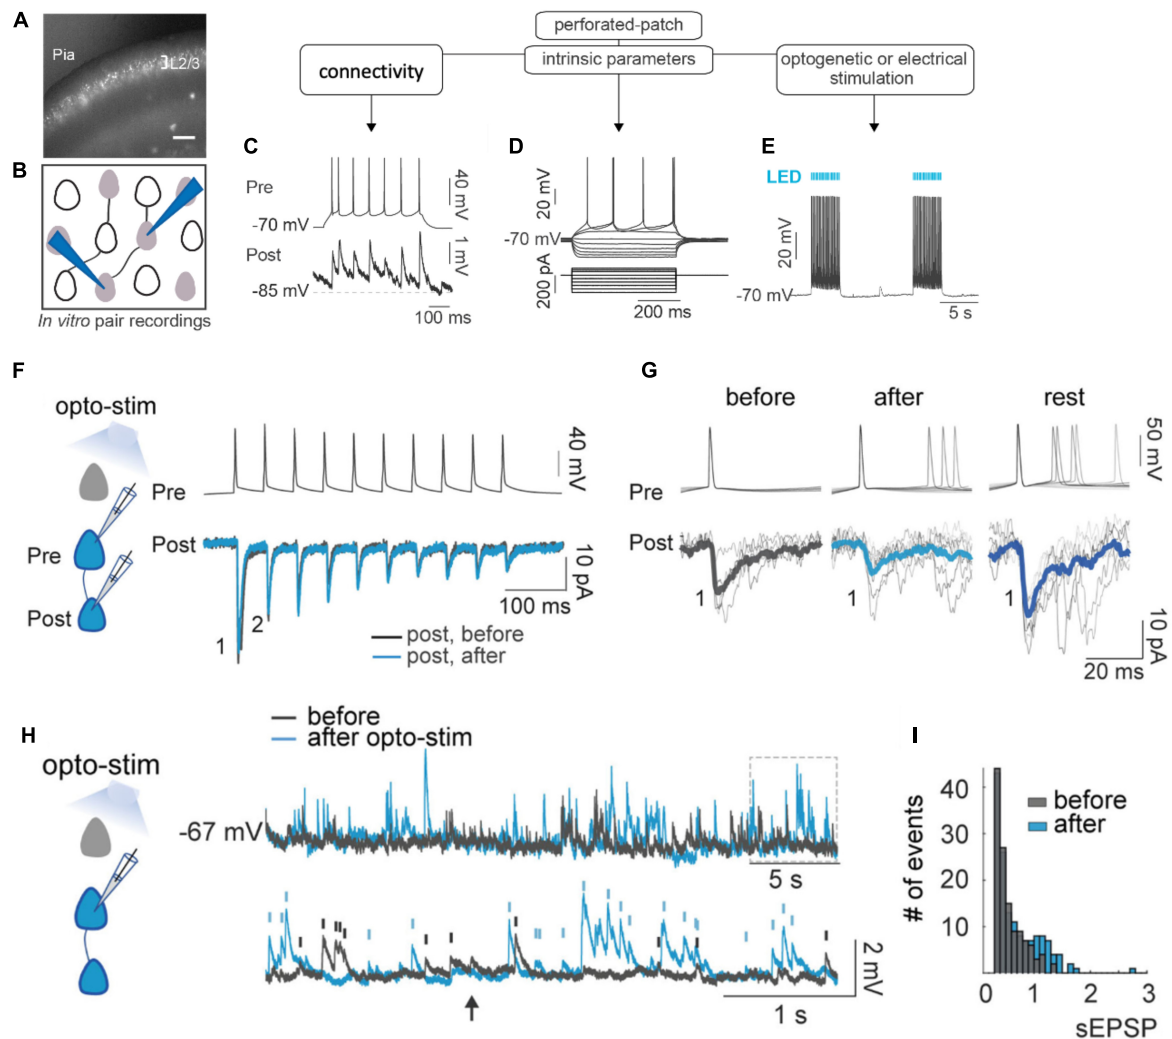 A
Pia
L2/3
B
In vitro pair recordings
perforated-patch
connectivity
intrinsic parameters
optogenetic or electrical
stimulation
C
Pre
-70 mV
40 mV
Post
-85 mV
1 mV
100 ms
D
20 mV
-70 mV
200 pA
200 ms
E
LED
20 mV
-70 mV
5 s
F
opto-stim
Pre
Pre
Post
Post
40 mV
1
2
10 pA
100 ms
post, before
post, after
G
before
after
rest
50 mV
Pre
Post
1
1
1
10 pA
20 ms
H
opto-stim
before
after opto-stim
-67 mV
5 s
2 mV
1 s
I
# of events
40
30
20
10
before
after
0
1
2
3
sEPSP